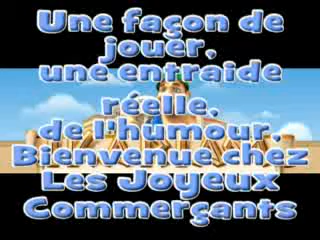 Une façon de
jouer,
une entraide
réelle,
de l'humour,
Bienvenue chez
Les Joyeux
Commerçants